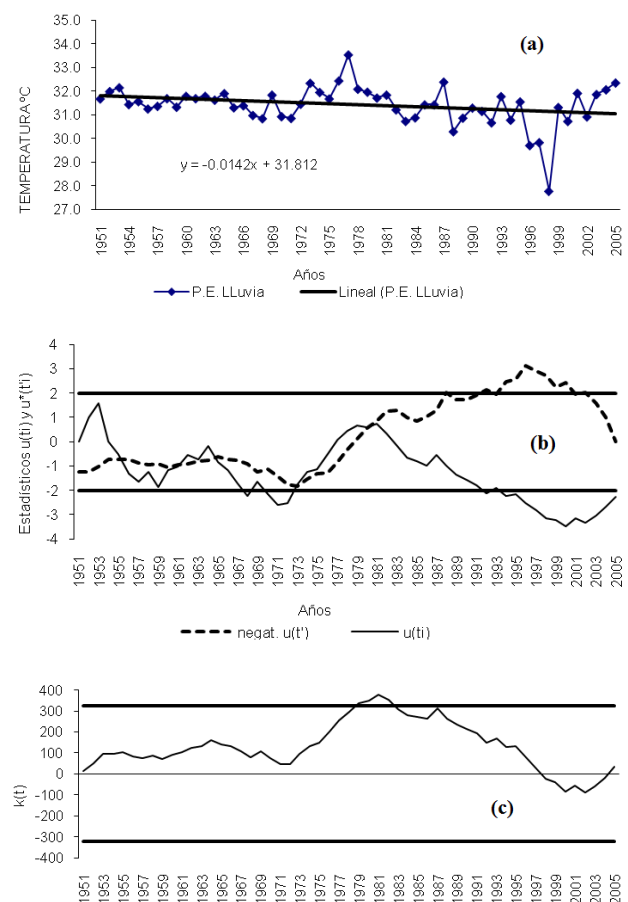 (a)
TEMPERATURA ºC
35.0
34.0
33.0
32.0
31.0
30.0
29.0
28.0
27.0
y = -0.0142x + 31.812
1951 1954 1957 1960 1963 1966 1969 1972 1975 1978 1981 1984 1987 1990 1993 1996 1999 2002 2005
Años
P.E. LLuvia
Lineal (P.E. LLuvia)
Estadísticos u(ti) y u*(t'i)
4
3
2
1
0
-1
-2
-3
-4
(b)
1951 1953 1955 1957 1959 1961 1963 1965 1967 1969 1971 1973 1975 1977 1979 1981 1983 1985 1987 1989 1991 1993 1995 1997 1999 2001 2003 2005
Años
negat. u(t')
u(ti)
k(t)
400
300
200
100
0
-100
-200
-300
-400
(c)
1951 1953 1955 1957 1959 1961 1963 1965 1967 1969 1971 1973 1975 1977 1979 1981 1983 1985 1987 1989 1991 1993 1995 1997 1999 2001 2003 2005